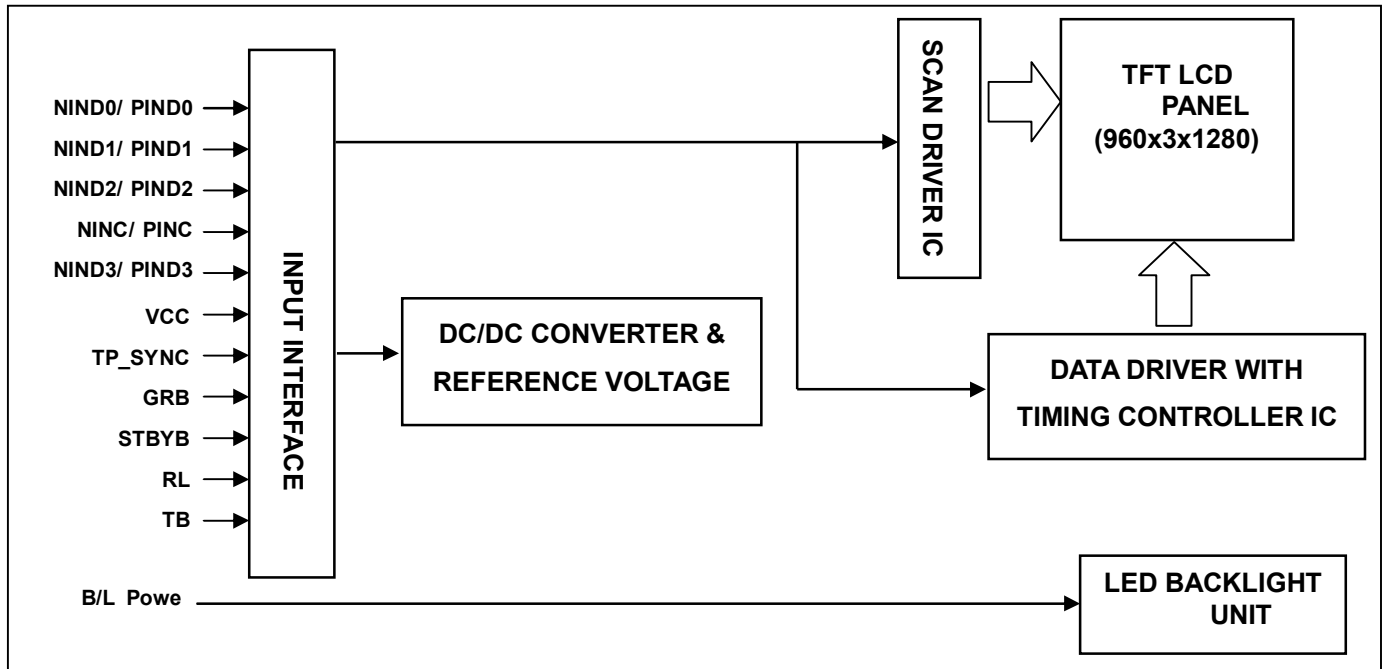 NIND0/ PIND0
NIND1/ PIND1
NIND2/ PIND2
NINC/ PINC
NIND3/ PIND3
VCC
TP_SYNC
GRB
STBYB
RL
TB
B/L Powe
INPUT INTERFACE
DC/DC CONVERTER &
REFERENCE VOLTAGE
SCAN DRIVER IC
TFT LCD
PANEL
(960x3x1280)
DATA DRIVER WITH
TIMING CONTROLLER IC
LED BACKLIGHT
UNIT